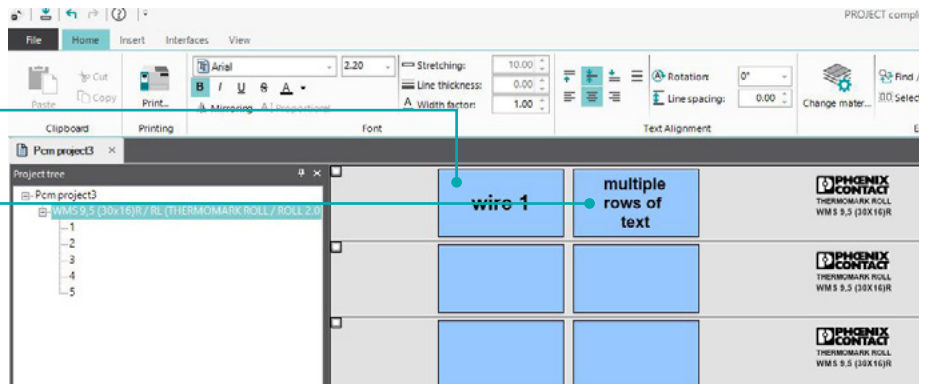 PROJECT compl
File Home Insert Interfaces View
Arial 2.20 Stretching: 10.00 Rotation: 0° Find /
Cut Line thickness: 0.00
Copy B I U S A Line spacing: 0.00 Select
Paste Print... Mirroring A Proportional A Width factor: 1.00 Change mater...
Clipboard Printing Font Text Alignment E
Pcm project3 ×
Project tree
Pcm project3
WMS 9,5 (30x16)R / RL (THERMOMARK ROLL / ROLL 2.0
1
2
3
4
5
wire 1
multiple
rows of
text
PHŒNIX
CONTACT
THERMOMARK ROLL
WMS 9,5 (30X16)R
PHŒNIX
CONTACT
THERMOMARK ROLL
WMS 9,5 (30X16)R
PHŒNIX
CONTACT
THERMOMARK ROLL
WMS 9,5 (30X16)R